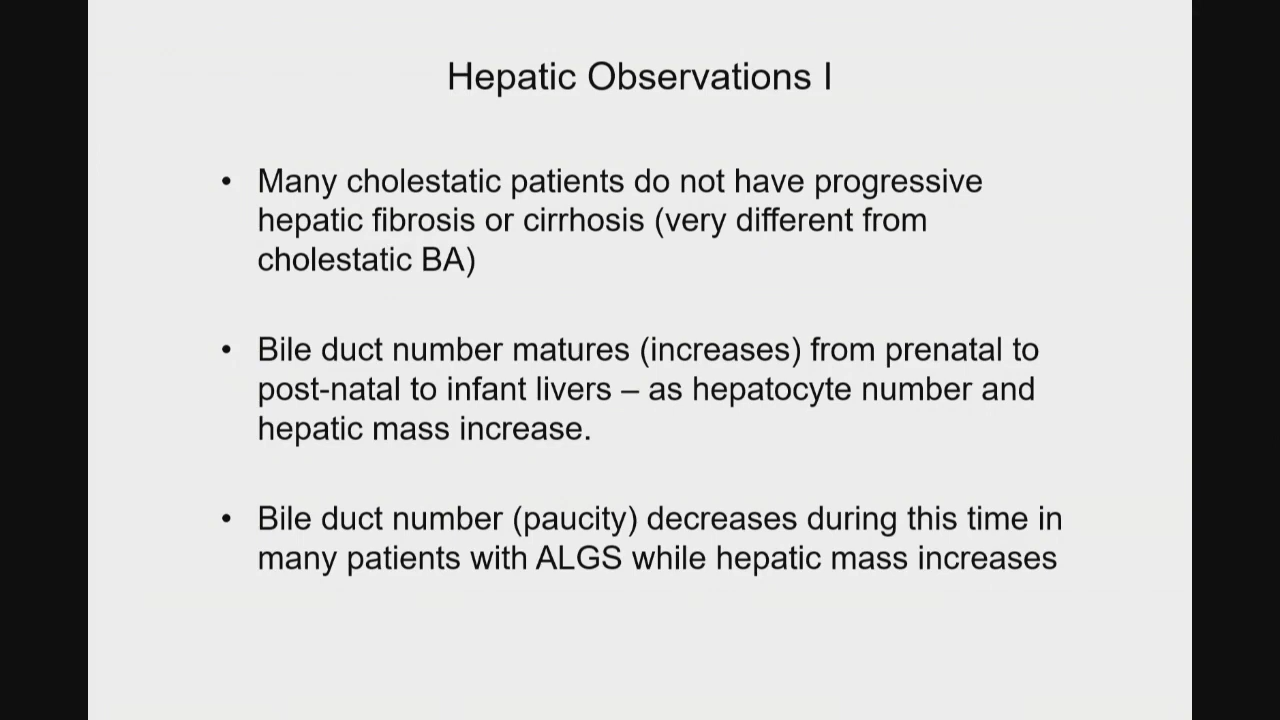 Hepatic Observations I
• Many cholestatic patients do not have progressive
hepatic fibrosis or cirrhosis (very different from
cholestatic BA)
• Bile duct number matures (increases) from prenatal to
post-natal to infant livers – as hepatocyte number and
hepatic mass increase.
• Bile duct number (paucity) decreases during this time in
many patients with ALGS while hepatic mass increases